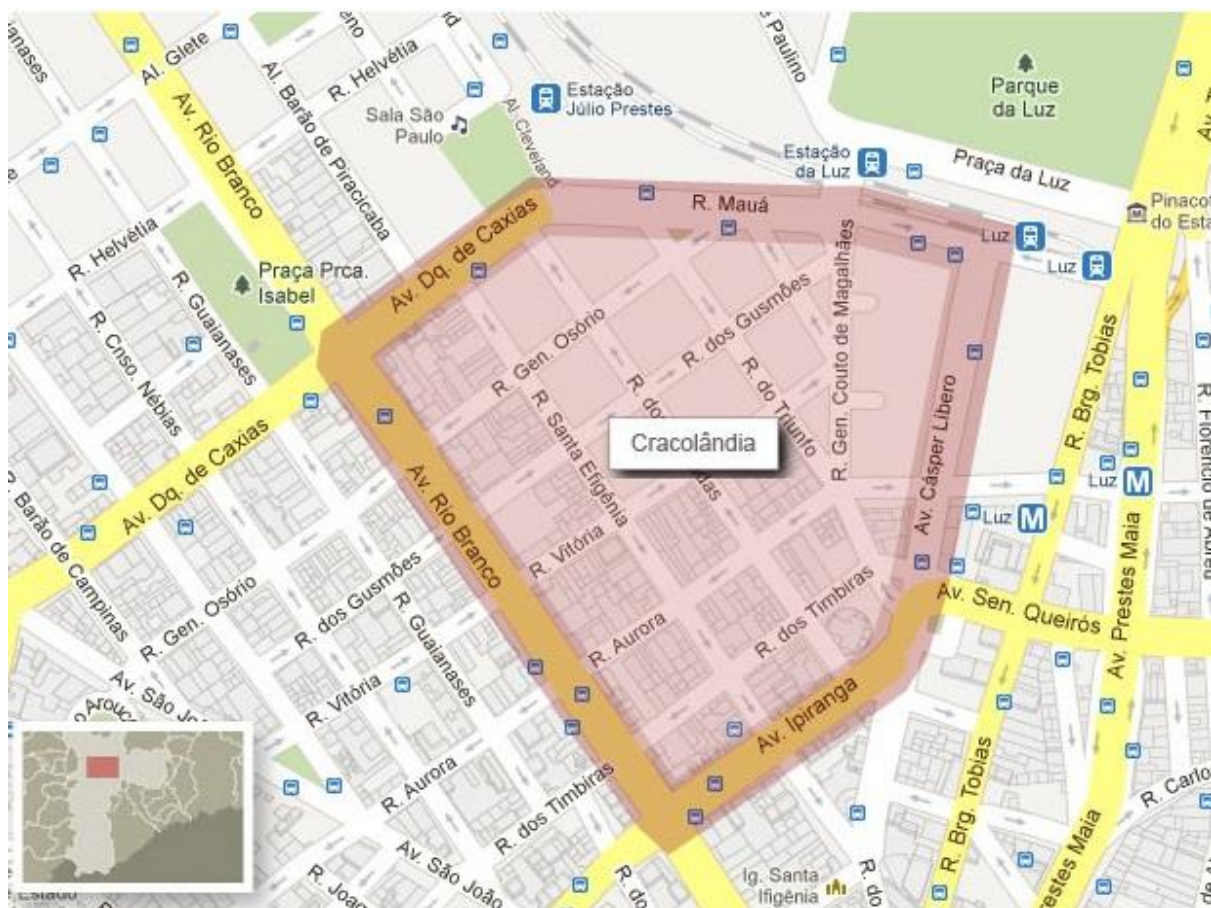 Al. Glete
R. Helvétia
Av. Rio Branco
Al. Barão de Piracicaba
Sala São
Paulo
Estação
Júlio Prestes
Al. Cleveland
Paulino
Parque
da Luz
Estação
da Luz
Praça da Luz
Pinacot
do Esta
R. Helvétia
Praça Prca.
Isabel
Av. Dq. de Caxias
R. Mauá
Luz
Luz
R. Guaianases
R. Cnso. Nébias
R. Gen. Osório
R. dos Gusmões
R. Gen. Couto de Magalhães
R. do Triunfo
R. Santa Efigênia
Cracolândia
Av. Cásper Líbero
R. Brg. Tobias
Av. Dq. de Caxias
Av. Rio Branco
R. Vitória
Luz
Luz
R. Florêncio de Abreu
R. Barão de Campinas
R. Gen. Osório
R. dos Gusmões
R. Guaianases
R. Aurora
R. dos Timbiras
Av. Sen. Queirós
Av. Prestes Maia
R. Vitória
Av. Ipiranga
R. Aurora
R. dos Timbiras
Av. São João
R. Brg. Tobias
Prestes Maia
R. Carlo
Ig. Santa
Ifigênia
R. do
Estado